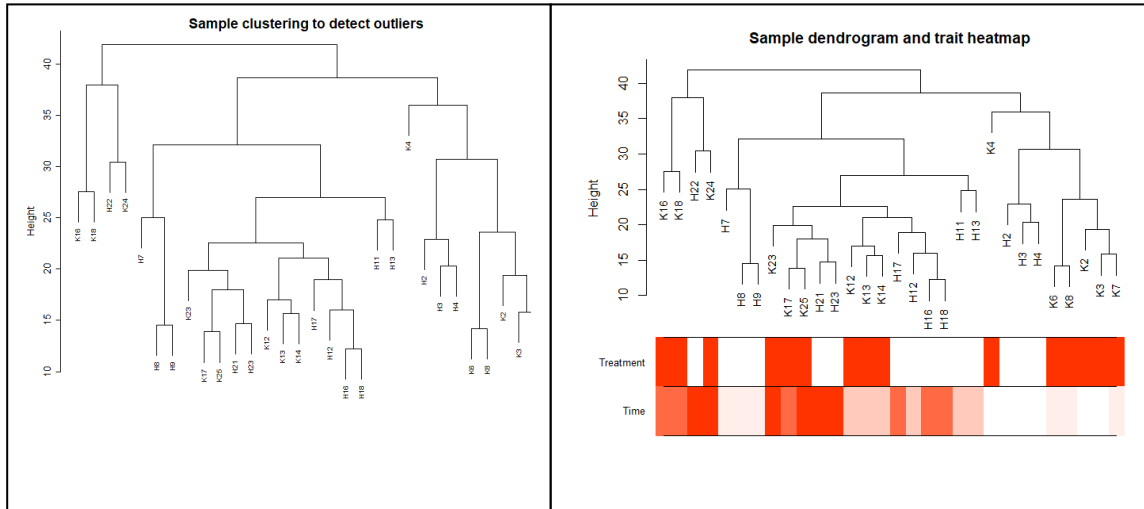 Sample clustering to detect outliers
Height
40
35
30
25
20
15
10
K16
K18
H22
K24
H7
H8
H9
K23
K17
K25
H21
H23
K12
K13
K14
H17
H12
H16
H18
H11
H13
K4
H2
H3
H4
K6
K8
K2
K3
Sample dendrogram and trait heatmap
Height
40
35
30
25
20
15
10
K16
K18
H22
K24
H7
H8
H9
K23
K17
K25
H21
H23
K12
K13
K14
H17
H12
H16
H18
H11
H13
K4
H2
H3
H4
K6
K8
K2
K3
K7
Treatment
Time